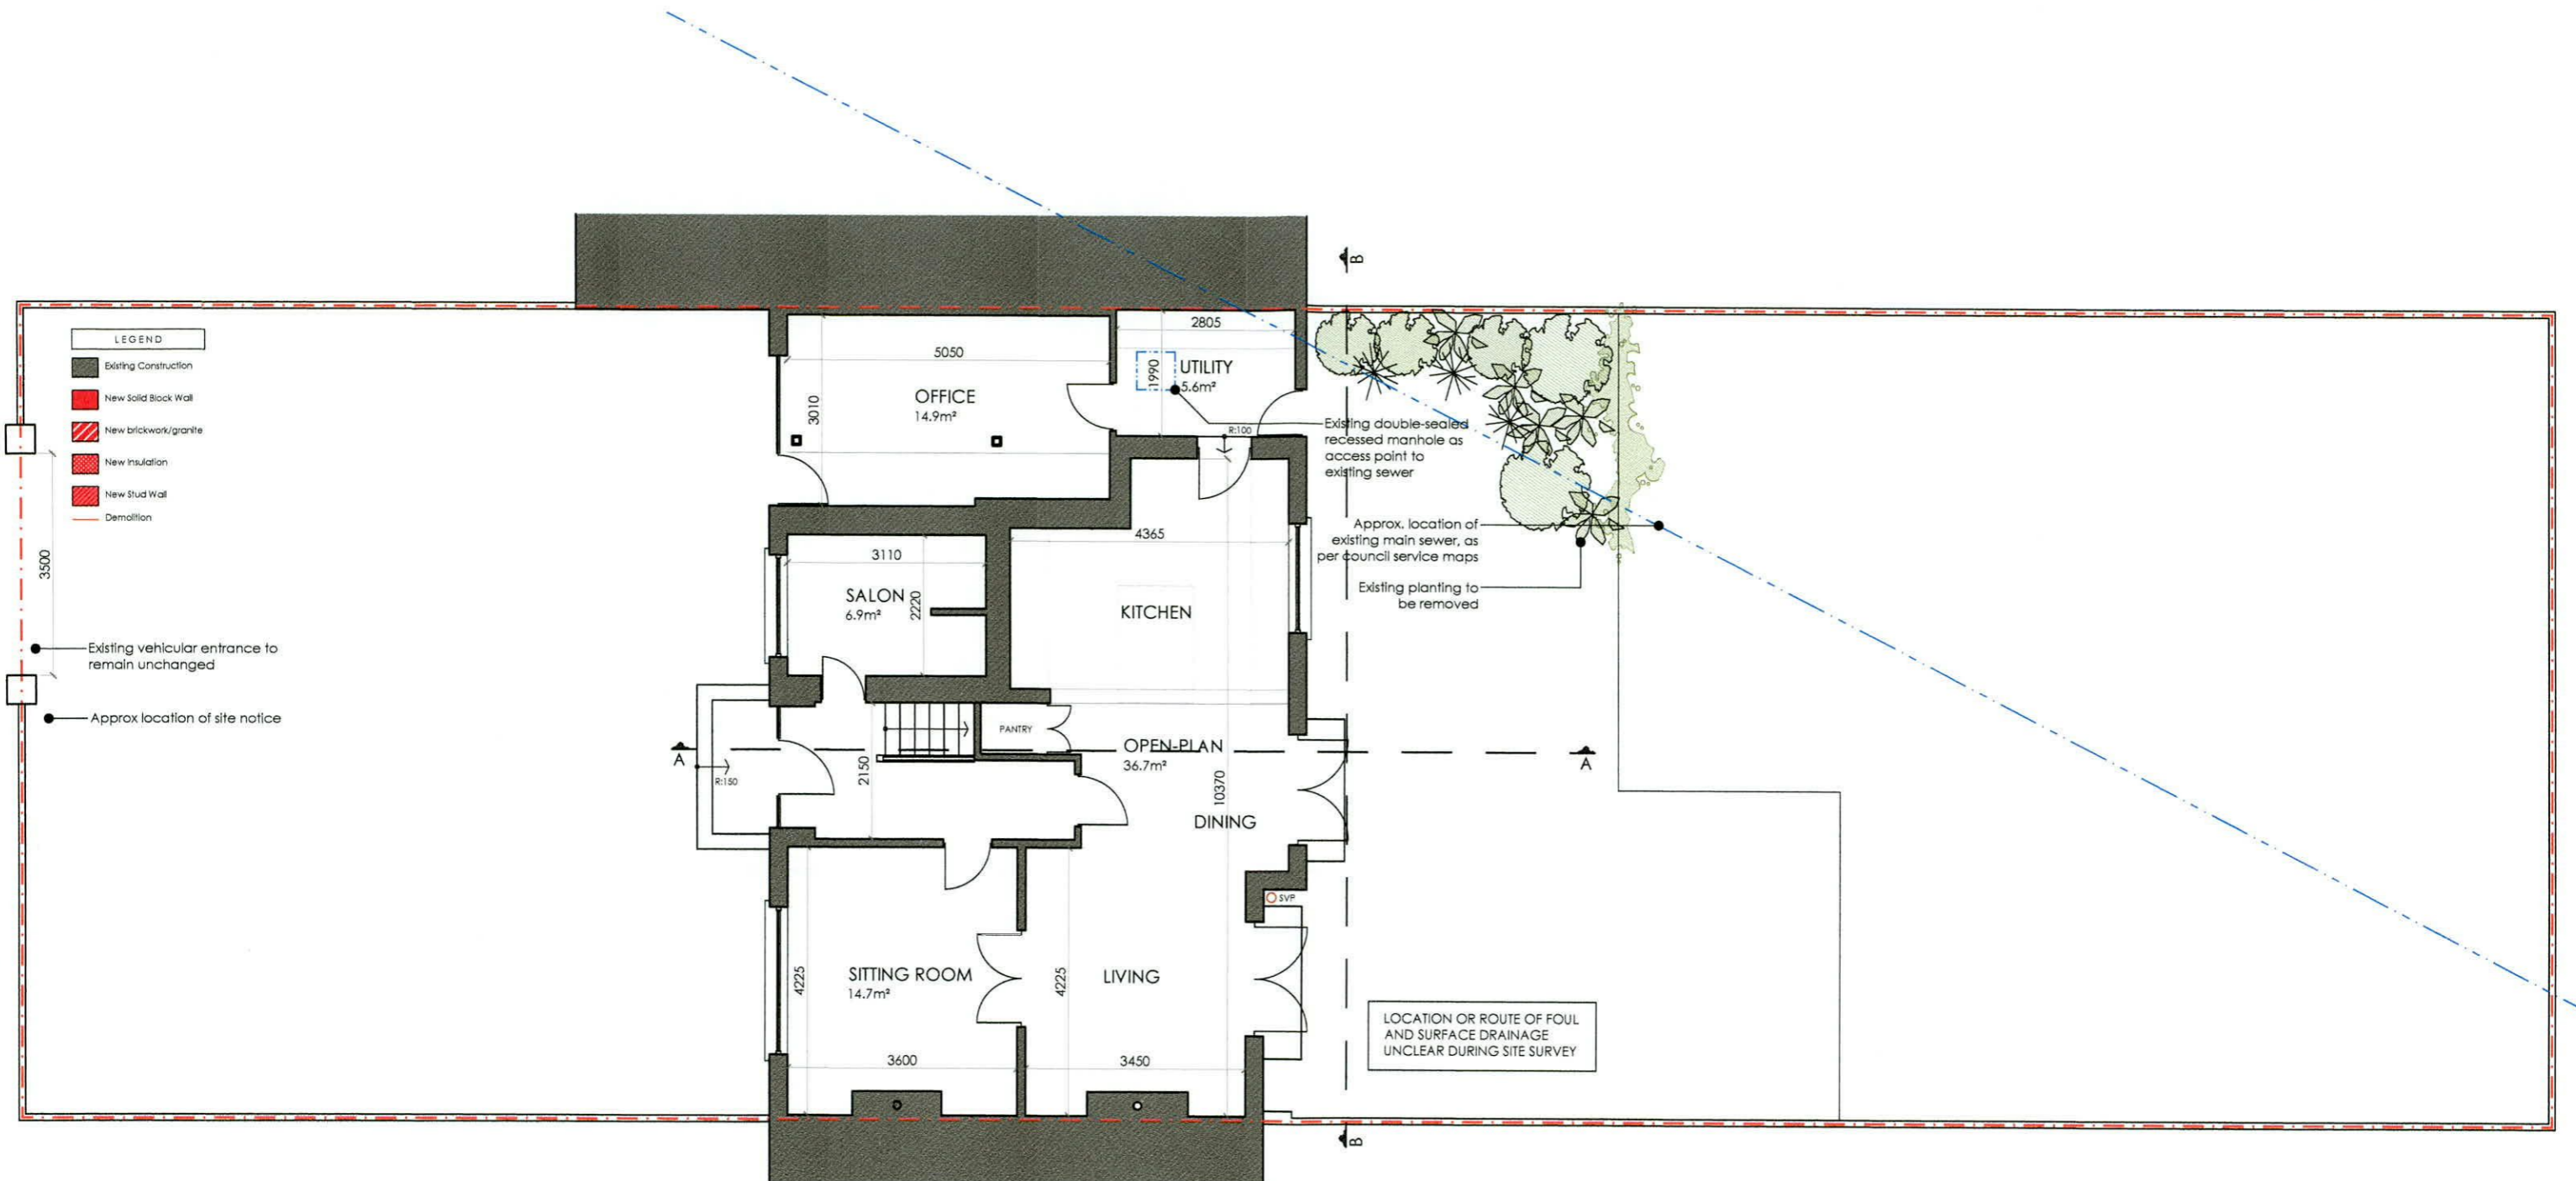 B
LEGEND
Existing Construction
New Solid Block Wall
New brickwork/granite
New Insulation
New Stud Wall
Demolition
3500
Existing vehicular entrance to
remain unchanged
Approx location of site notice
5050
3010
OFFICE
14.9m²
2805
1990
UTILITY
5.6m²
R:100
Existing double-sealed
recessed manhole as
access point to
existing sewer
Approx. location of
existing main sewer, as
per council service maps
Existing planting to
be removed
3110
SALON
6.9m²
2220
4365
KITCHEN
PANTRY
A
R:150
2150
OPEN-PLAN
36.7m²
10370
A
DINING
SVP
4225
SITTING ROOM
14.7m²
3600
4225
LIVING
3450
LOCATION OR ROUTE OF FOUL
AND SURFACE DRAINAGE
UNCLEAR DURING SITE SURVEY
B